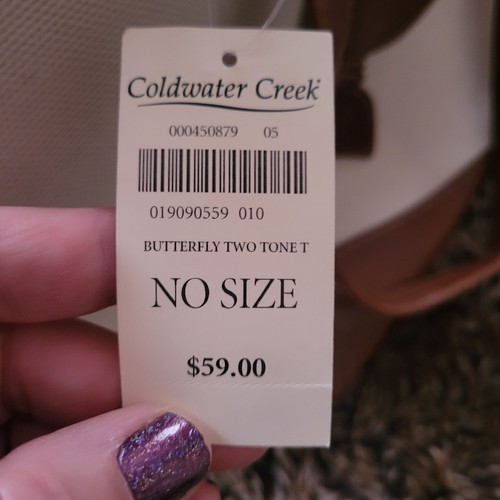 Coldwater Creek
000450879 05
019090559 010
BUTTERFLY TWO TONE T
NO SIZE
$59.00